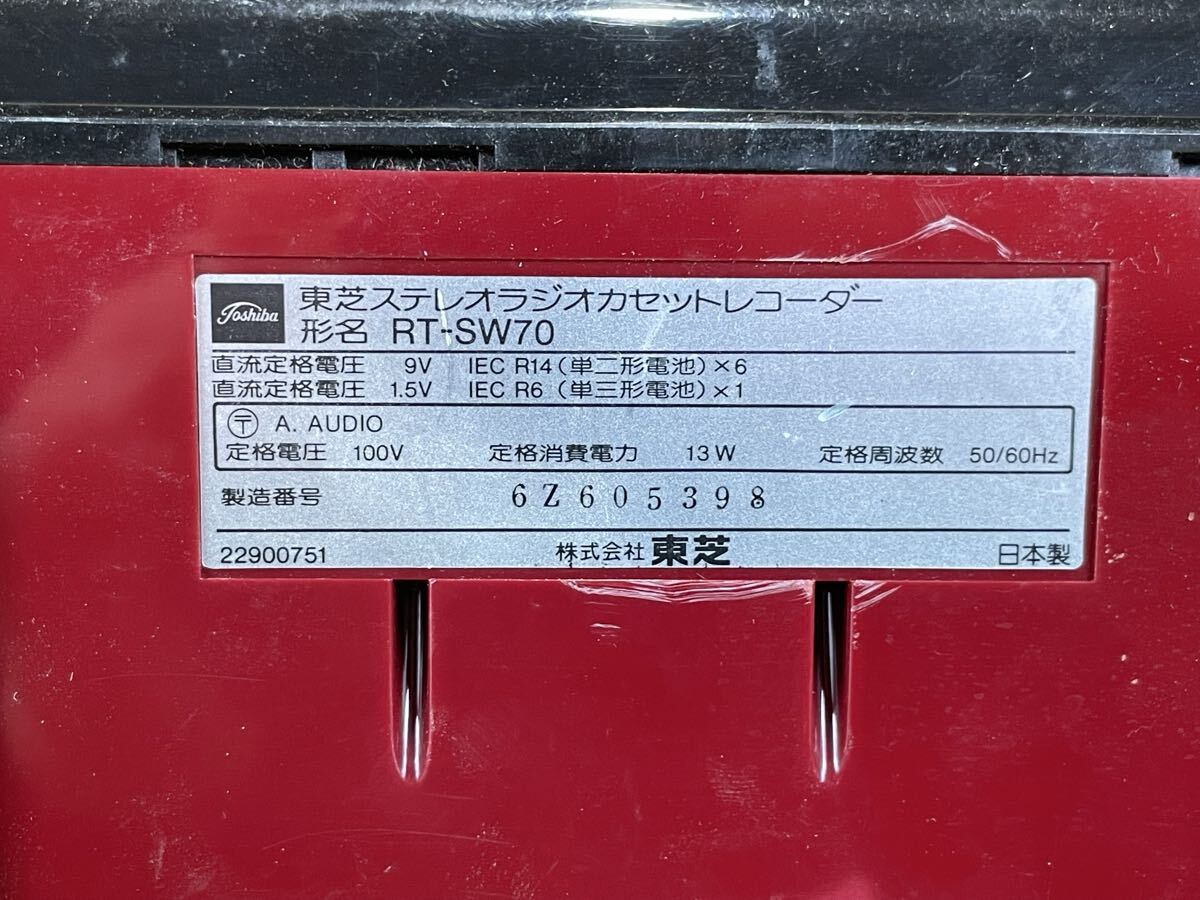 Toshiba
東芝ステレオラジオカセットレコーダー
形名 RT-SW70
直流定格電圧 9V IEC R14(単二形電池)×6
直流定格電圧 1.5V IEC R6 (単三形電池)×1
〒 A. AUDIO
定格電圧 100V 定格消費電力 13W 定格周波数 50/60Hz
製造番号 6Z605398
22900751 株式会社 東芝 日本製